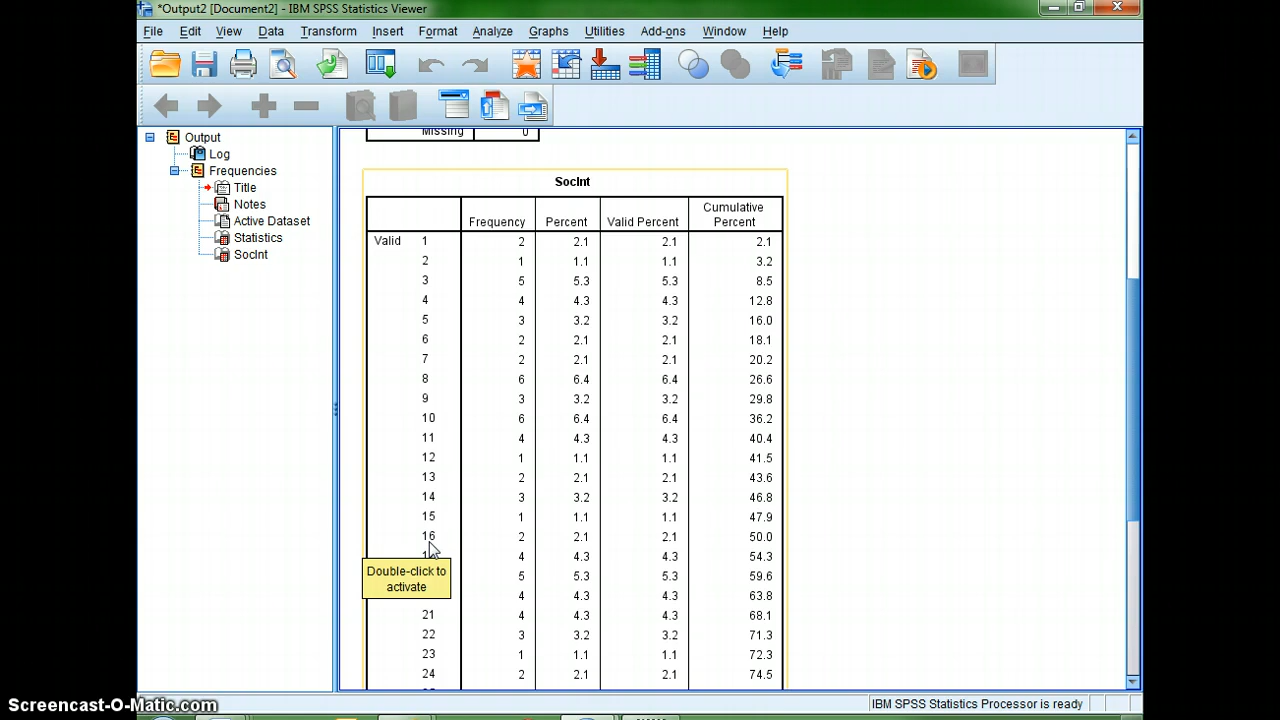 *Output2 [Document2] - IBM SPSS Statistics Viewer
File Edit View Data Transform Insert Format Analyze Graphs Utilities Add-ons Window Help
Output
Log
Frequencies
Title
Notes
Active Dataset
Statistics
SocInt
Missing 0
SocInt
Frequency Percent Valid Percent Cumulative Percent
Valid 1 2 2.1 2.1 2.1
2 1 1.1 1.1 3.2
3 5 5.3 5.3 8.5
4 4 4.3 4.3 12.8
5 3 3.2 3.2 16.0
6 2 2.1 2.1 18.1
7 2 2.1 2.1 20.2
8 6 6.4 6.4 26.6
9 3 3.2 3.2 29.8
10 6 6.4 6.4 36.2
11 4 4.3 4.3 40.4
12 1 1.1 1.1 41.5
13 2 2.1 2.1 43.6
14 3 3.2 3.2 46.8
15 1 1.1 1.1 47.9
16 2 2.1 2.1 50.0
4 4.3 4.3 54.3
5 5.3 5.3 59.6
4 4.3 4.3 63.8
21 4 4.3 4.3 68.1
22 3 3.2 3.2 71.3
23 1 1.1 1.1 72.3
24 2 2.1 2.1 74.5
Double-click to
activate
IBM SPSS Statistics Processor is ready
Screencast-O-Matic.com